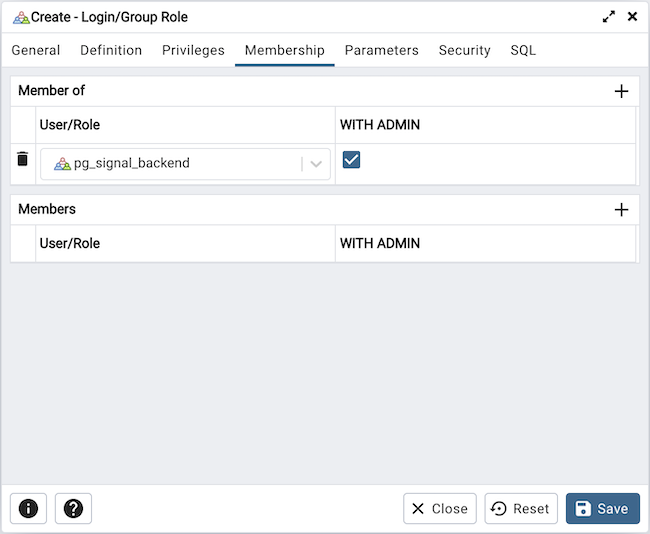 Create - Login/Group Role
General Definition Privileges Membership Parameters Security SQL
Member of
User/Role WITH ADMIN
pg_signal_backend
Members
User/Role WITH ADMIN
Close Reset Save